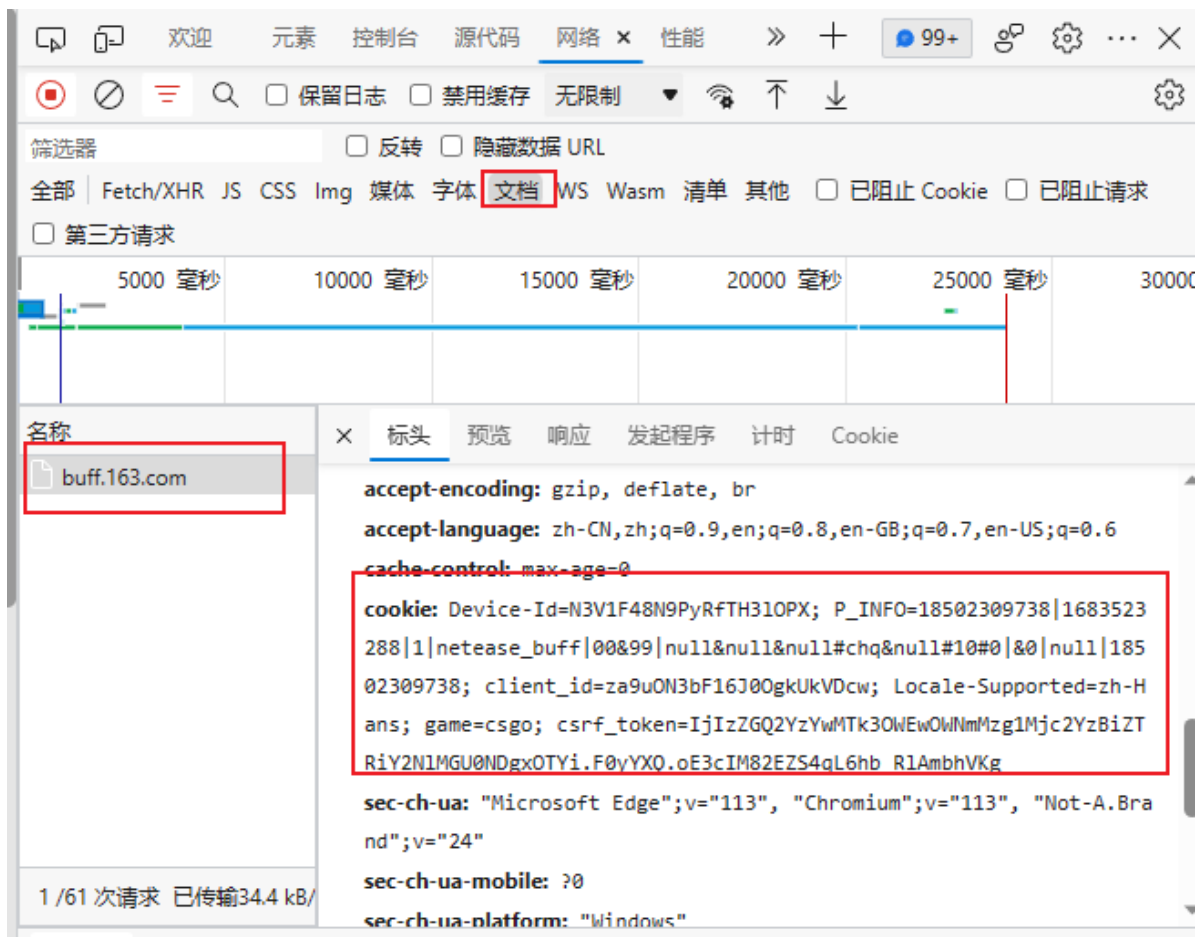 欢迎 元素 控制台 源代码 网络 × 性能 » + 99+ ··· ×
保留日志 禁用缓存 无限制
筛选器 反转 隐藏数据 URL
全部 Fetch/XHR JS CSS Img 媒体 字体 文档 WS Wasm 清单 其他 已阻止 Cookie 已阻止请求
第三方请求
5000 毫秒 10000 毫秒 15000 毫秒 20000 毫秒 25000 毫秒 30000
名称
buff.163.com
1 /61 次请求 已传输34.4 kB/
× 标头 预览 响应 发起程序 计时 Cookie
accept-encoding: gzip, deflate, br
accept-language: zh-CN,zh;q=0.9,en;q=0.8,en-GB;q=0.7,en-US;q=0.6
cache-control: max-age=0
cookie: Device-Id=N3V1F48N9PyRfTH3lOPX; P_INFO=18502309738|1683523
288|1|netease_buff|00&99|null&null&null#chq&null#10#0|&0|null|185
02309738; client_id=za9uON3bF16J0OgkUkVDcw; Locale-Supported=zh-H
ans; game=csgo; csrf_token=IjIzZGQ2YzYwMTk3OWEwOWNmMzg1Mjc2YzBiZT
RiY2NlMGU0NDgxOTYi.F0yYXQ.oE3cIM82EZS4qL6hb_RlAmbhVKg
sec-ch-ua: "Microsoft Edge";v="113", "Chromium";v="113", "Not-A.Bra
nd";v="24"
sec-ch-ua-mobile: ?0
sec-ch-ua-platform: "Windows"